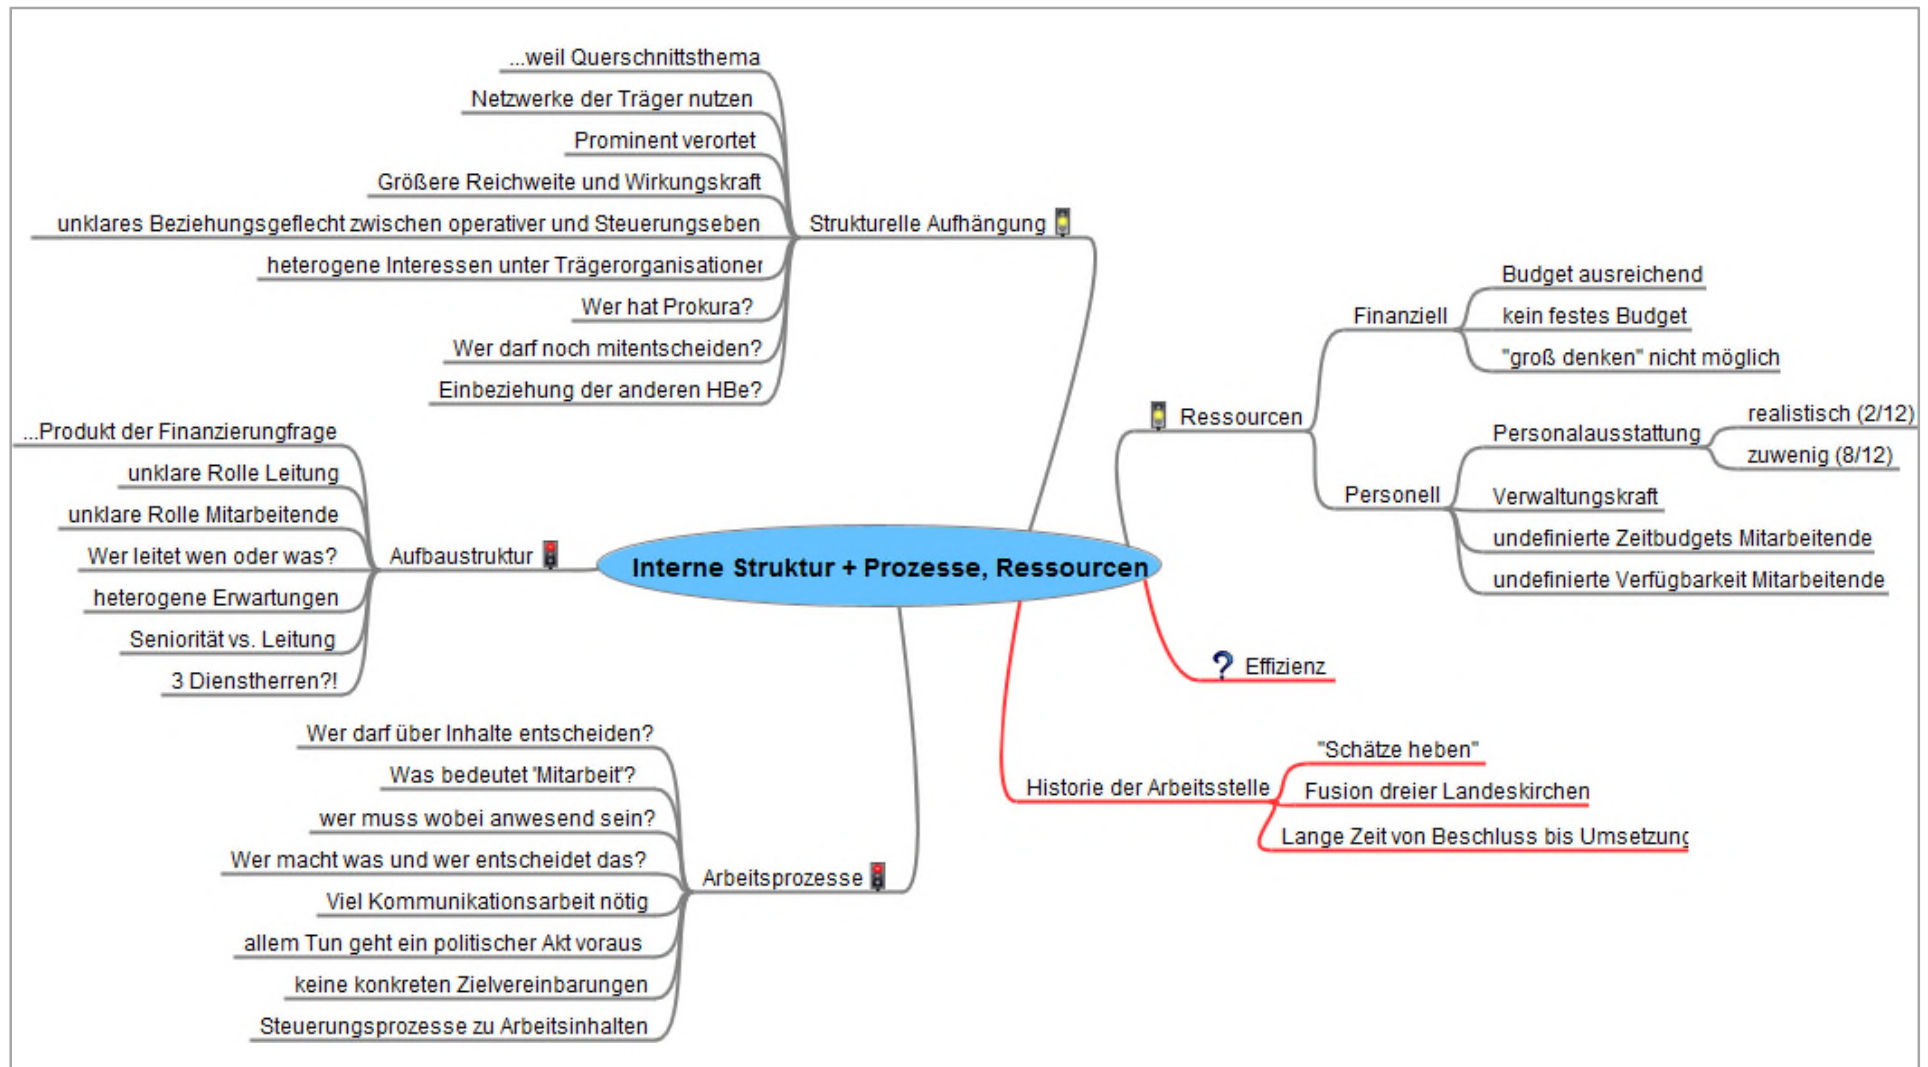 ...weil Querschnittsthema
Netzwerke der Träger nutzen
Prominent verortet
Größere Reichweite und Wirkungskraft
unklares Beziehungsgeflecht zwischen operativer und Steuerungseben
heterogene Interessen unter Trägerorganisationen
Wer hat Prokura?
Wer darf noch mitentscheiden?
Einbeziehung der anderen HBe?
Strukturelle Aufhängung
...Produkt der Finanzierungfrage
unklare Rolle Leitung
unklare Rolle Mitarbeitende
Wer leitet wen oder was?
heterogene Erwartungen
Seniorität vs. Leitung
3 Dienstherren?!
Aufbaustruktur
Interne Struktur + Prozesse, Ressourcen
Wer darf über Inhalte entscheiden?
Was bedeutet 'Mitarbeit'?
wer muss wobei anwesend sein?
Wer macht was und wer entscheidet das?
Viel Kommunikationsarbeit nötig
allem Tun geht ein politischer Akt voraus
keine konkreten Zielvereinbarungen
Steuerungsprozesse zu Arbeitsinhalten
Arbeitsprozesse
Ressourcen
Finanziell
Budget ausreichend
kein festes Budget
"groß denken" nicht möglich
Personell
Personalausstattung
realistisch (2/12)
zuwenig (8/12)
Verwaltungskraft
undefinierte Zeitbudgets Mitarbeitende
undefinierte Verfügbarkeit Mitarbeitende
? Effizienz
Historie der Arbeitsstelle
"Schätze heben"
Fusion dreier Landeskirchen
Lange Zeit von Beschluss bis Umsetzung